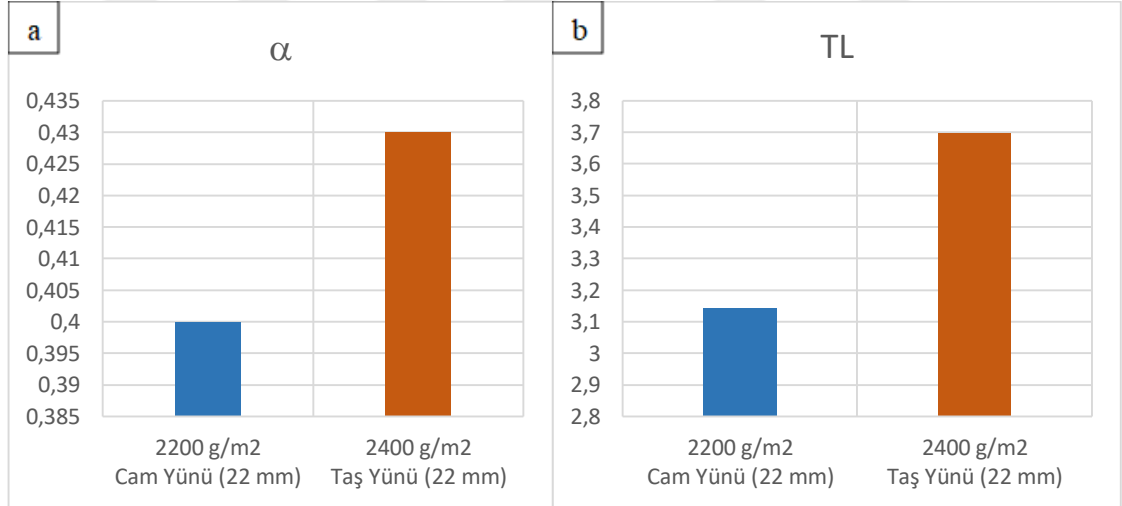 a
α
0,435
0,43
0,425
0,42
0,415
0,41
0,405
0,4
0,395
0,39
0,385
2200 g/m2
Cam Yünü (22 mm)
2400 g/m2
Taş Yünü (22 mm)
b
TL
3,8
3,7
3,6
3,5
3,4
3,3
3,2
3,1
3
2,9
2,8
2200 g/m2
Cam Yünü (22 mm)
2400 g/m2
Taş Yünü (22 mm)